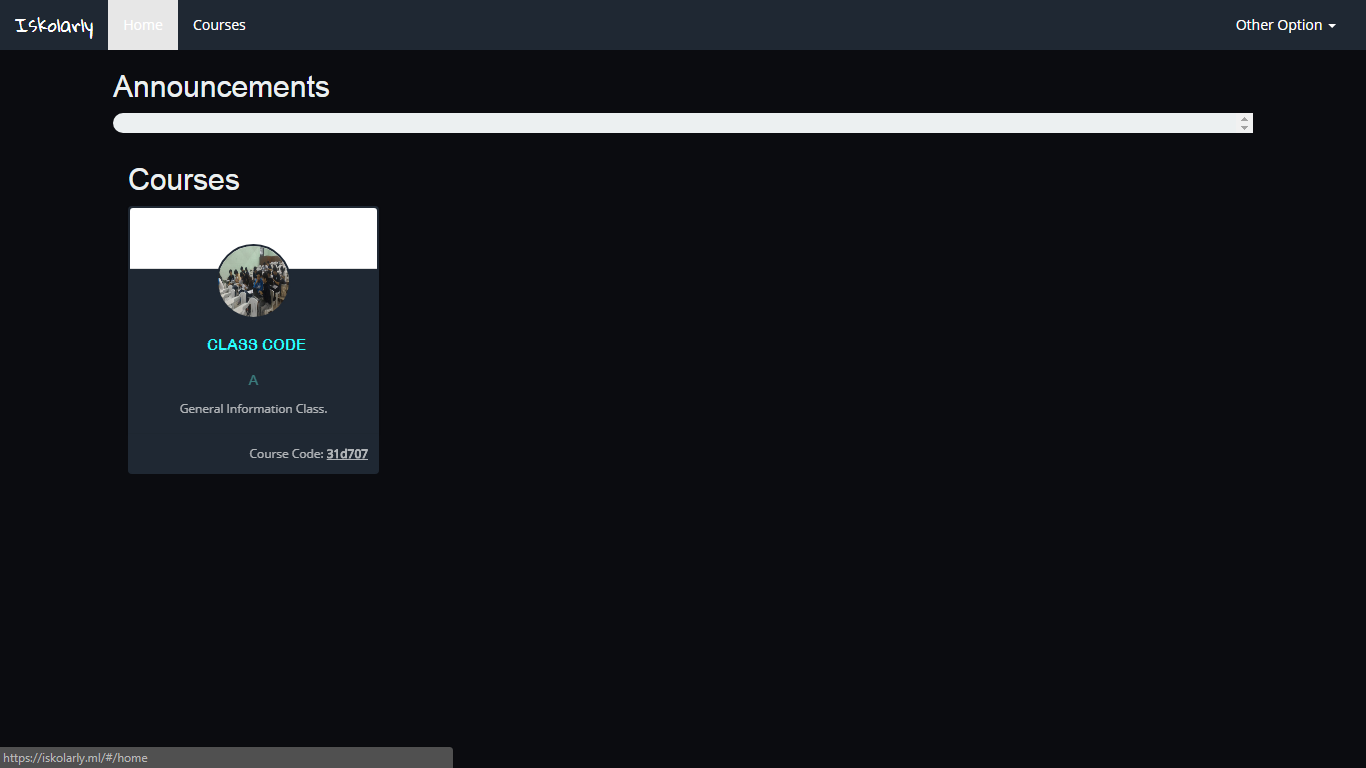 Iskolarly Home Courses Other Option
Announcements
Courses
CLASS CODE
A
General Information Class.
Course Code: 31d707
https://iskolarly.ml/#/home